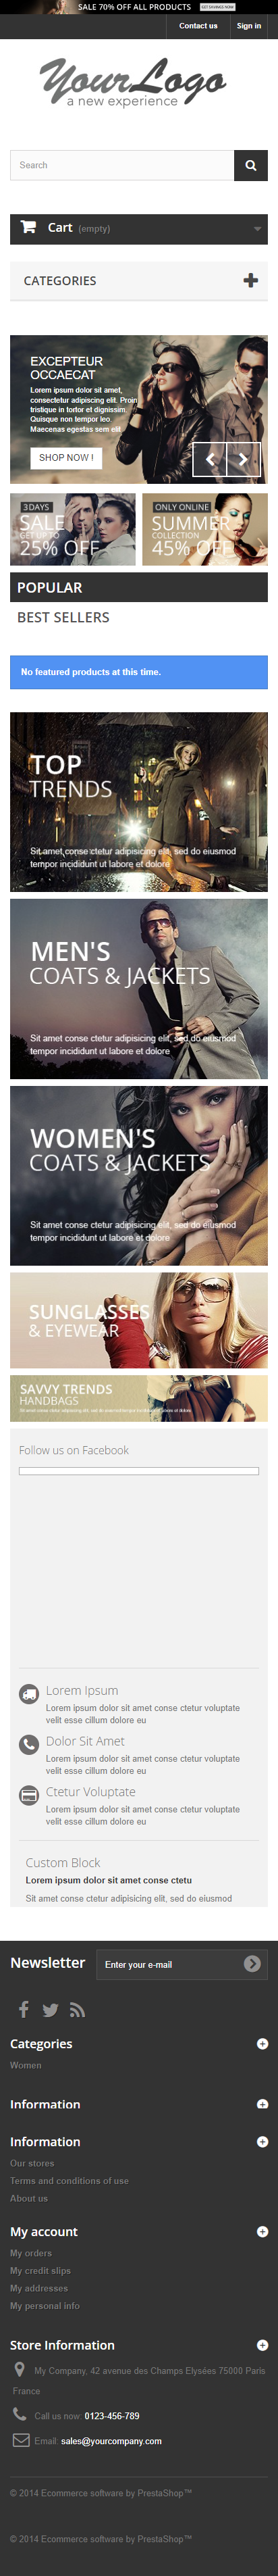 SALE 70% OFF ALL PRODUCTS
GET SAVINGS NOW
Contact us
Sign in
YourLogo
a new experience
Search
Cart (empty)
CATEGORIES
EXCEPTEUR
OCCAECAT
Lorem ipsum dolor sit amet,
consectetur adipiscing elit. Proin
tristique in tortor et dignissim.
Quisque non tempor leo.
Maecenas egestas sem elit
SHOP NOW !
3 DAYS
SALE
GET UP TO
25% OFF
ONLY ONLINE
SUMMER
COLLECTION
45% OFF
POPULAR
BEST SELLERS
No featured products at this time.
TOP
TRENDS
Sit amet conse ctetur adipisicing elit, sed do eiusmod
tempor incididunt ut labore et dolore
MEN'S
COATS & JACKETS
Sit amet conse ctetur adipisicing elit, sed do eiusmod
tempor incididunt ut labore et dolore
WOMEN'S
COATS & JACKETS
Sit amet conse ctetur adipisicing elit, sed do eiusmod
tempor incididunt ut labore et dolore
SUNGLASSES
& EYEWEAR
SAVVY TRENDS
HANDBAGS
Follow us on Facebook
Lorem Ipsum
Lorem ipsum dolor sit amet conse ctetur voluptate
velit esse cillum dolore eu
Dolor Sit Amet
Lorem ipsum dolor sit amet conse ctetur voluptate
velit esse cillum dolore eu
Ctetur Voluptate
Lorem ipsum dolor sit amet conse ctetur voluptate
velit esse cillum dolore eu
Custom Block
Lorem ipsum dolor sit amet conse ctetu
Sit amet conse ctetur adipisicing elit, sed do eiusmod
Newsletter
Enter your e-mail
Categories
Women
Information
Information
Our stores
Terms and conditions of use
About us
My account
My orders
My credit slips
My addresses
My personal info
Store Information
My Company, 42 avenue des Champs Elysées 75000 Paris
France
Call us now: 0123-456-789
Email: sales@yourcompany.com
© 2014 Ecommerce software by PrestaShop™
© 2014 Ecommerce software by PrestaShop™